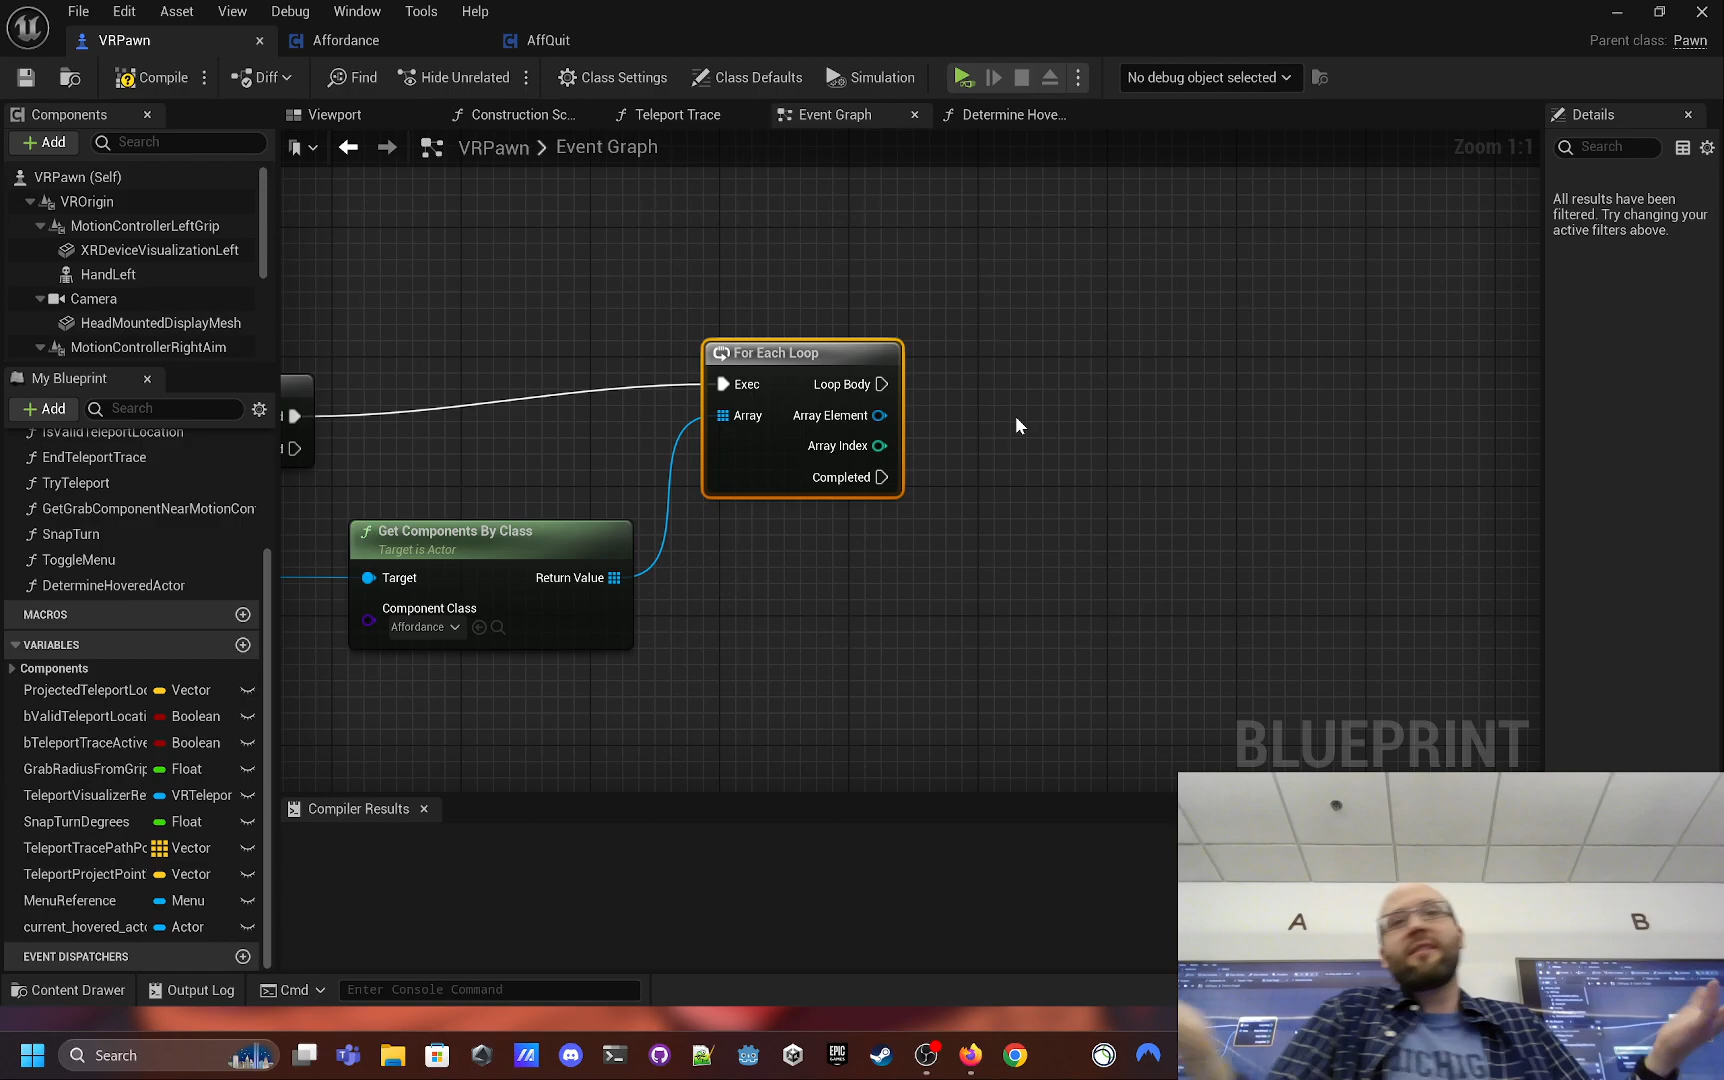 File Edit Asset View Debug Window Tools Help
VRPawn Affordance AffQuit Parent class: Pawn
Compile Diff Find Hide Unrelated Class Settings Class Defaults Simulation No debug object selected
Components Viewport Construction Sc... Teleport Trace Event Graph Determine Hove... Details
Add Search VRPawn > Event Graph Zoom 1:1 Search
VRPawn (Self)
VROrigin
MotionControllerLeftGrip
XRDeviceVisualizationLeft
HandLeft
Camera
HeadMountedDisplayMesh
MotionControllerRightAim
All results have been
filtered. Try changing your
active filters above.
For Each Loop
Exec Loop Body
Array Array Element
Array Index
Completed
Get Components By Class
Target is Actor
Target Return Value
Component Class
Affordance
BLUEPRINT
My Blueprint
Add Search
IsValidTeleportLocation
EndTeleportTrace
TryTeleport
GetGrabComponentNearMotionCon
SnapTurn
ToggleMenu
DetermineHoveredActor
MACROS
VARIABLES
Components
ProjectedTeleportLoc Vector
bValidTeleportLocati Boolean
bTeleportTraceActive Boolean
GrabRadiusFromGrip Float
TeleportVisualizerRe VRTelepor
SnapTurnDegrees Float
TeleportTracePathPo Vector
TeleportProjectPoint Vector
MenuReference Menu
current_hovered_acto Actor
EVENT DISPATCHERS
Compiler Results
A B
Content Drawer Output Log Cmd Enter Console Command
Search EPIC GAMES